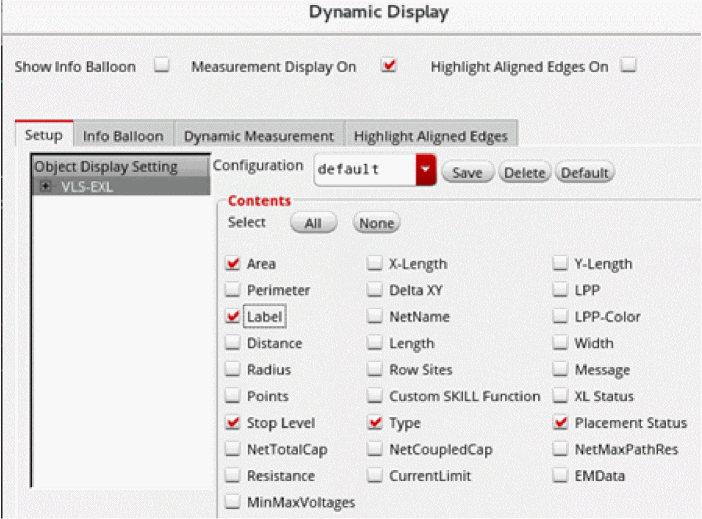 Dynamic Display
Show Info Balloon Measurement Display On Highlight Aligned Edges On
Setup Info Balloon Dynamic Measurement Highlight Aligned Edges
Object Display Setting
VLS-EXL
Configuration default Save Delete Default
Contents
Select All None
Area X-Length Y-Length
Perimeter Delta XY LPP
Label NetName LPP-Color
Distance Length Width
Radius Row Sites Message
Points Custom SKILL Function XL Status
Stop Level Type Placement Status
NetTotalCap NetCoupledCap NetMaxPathRes
Resistance CurrentLimit EMData
MinMaxVoltages